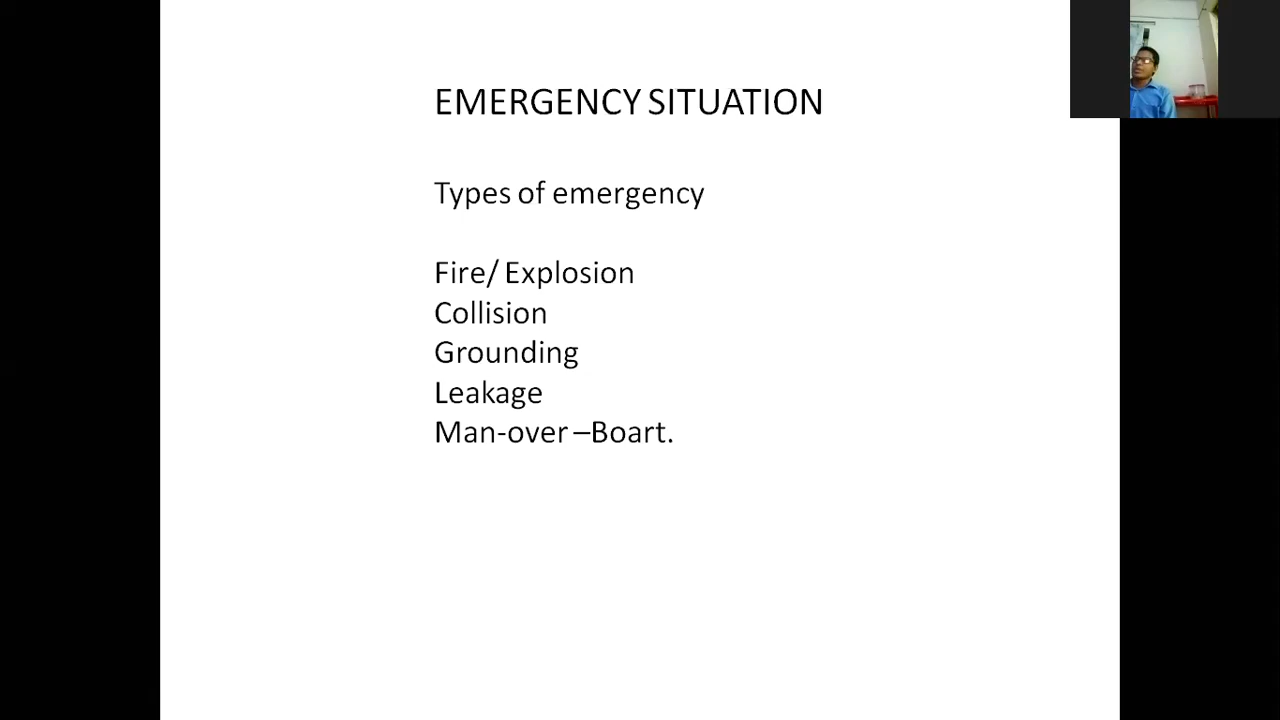 EMERGENCY SITUATION
Types of emergency
Fire/ Explosion
Collision
Grounding
Leakage
Man-over –Boart.